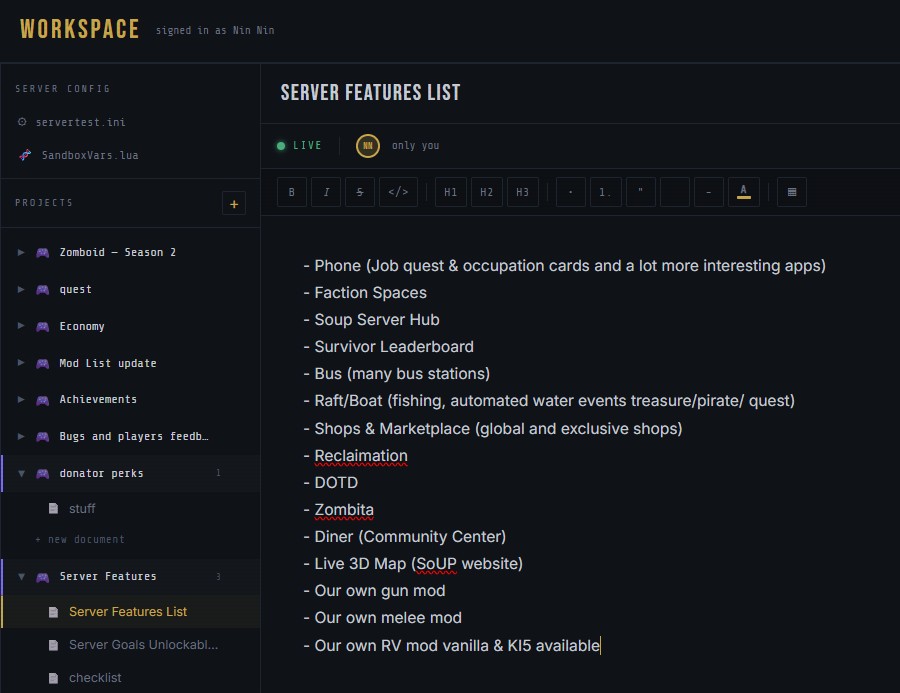 WORKSPACE signed in as Nin Nin
SERVER CONFIG
servertest.ini
SandboxVars.lua
PROJECTS +
Zomboid — Season 2
quest
Economy
Mod List update
Achievements
Bugs and players feedb…
donator perks 1
stuff
+ new document
Server Features 3
Server Features List
Server Goals Unlockabl...
checklist
SERVER FEATURES LIST
LIVE NN only you
B I S </> H1 H2 H3 · 1. " – A
- Phone (Job quest & occupation cards and a lot more interesting apps)
- Faction Spaces
- Soup Server Hub
- Survivor Leaderboard
- Bus (many bus stations)
- Raft/Boat (fishing, automated water events treasure/pirate/ quest)
- Shops & Marketplace (global and exclusive shops)
- Reclaimation
- DOTD
- Zombita
- Diner (Community Center)
- Live 3D Map (SoUP website)
- Our own gun mod
- Our own melee mod
- Our own RV mod vanilla & KI5 available